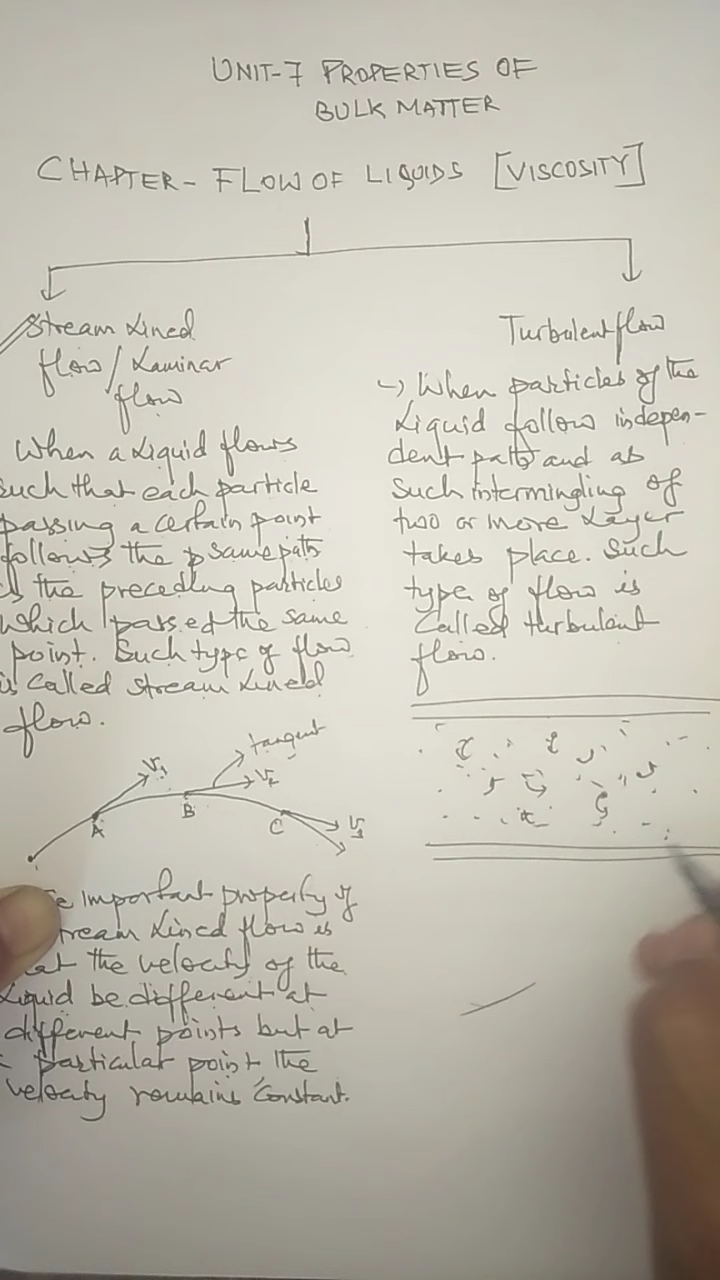 UNIT-7 PROPERTIES OF
BULK MATTER
CHAPTER- FLOW OF LIQUIDS [VISCOSITY]
Stream Lined
flow/Laminar
flow
When a Liquid flows
such that each particle
passing a certain point
follows the same path
the preceding particles
which passed the same
point. Such type of flow
is Called stream Lined
flow.
Turbulent flow
→ When particles of the
Liquid follow indepen-
dent path and as
Such intermingling of
two or more Layer
takes place. Such
type of flow is
Called turbulent
flow.
tangent
V1
V2
A
B
C
V3
important property of
Lined flow is
the velocity of the
Liquid be different at
different points but at
particular point the
velocity remains Constant.